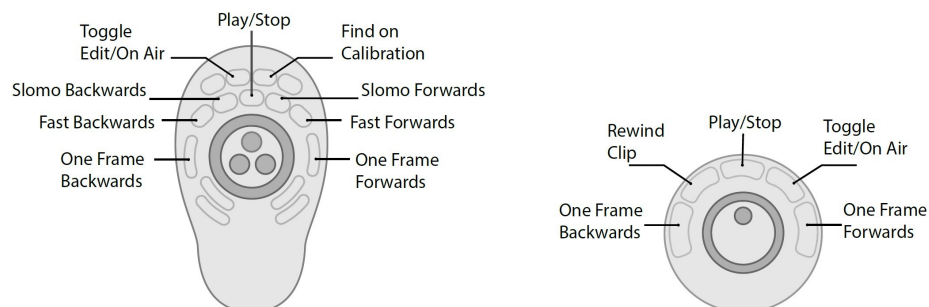 Play/Stop
Toggle
Edit/On Air
Find on
Calibration
Slomo Backwards
Slomo Forwards
Fast Backwards
Fast Forwards
One Frame
Backwards
One Frame
Forwards
Play/Stop
Rewind
Clip
Toggle
Edit/On Air
One Frame
Backwards
One Frame
Forwards